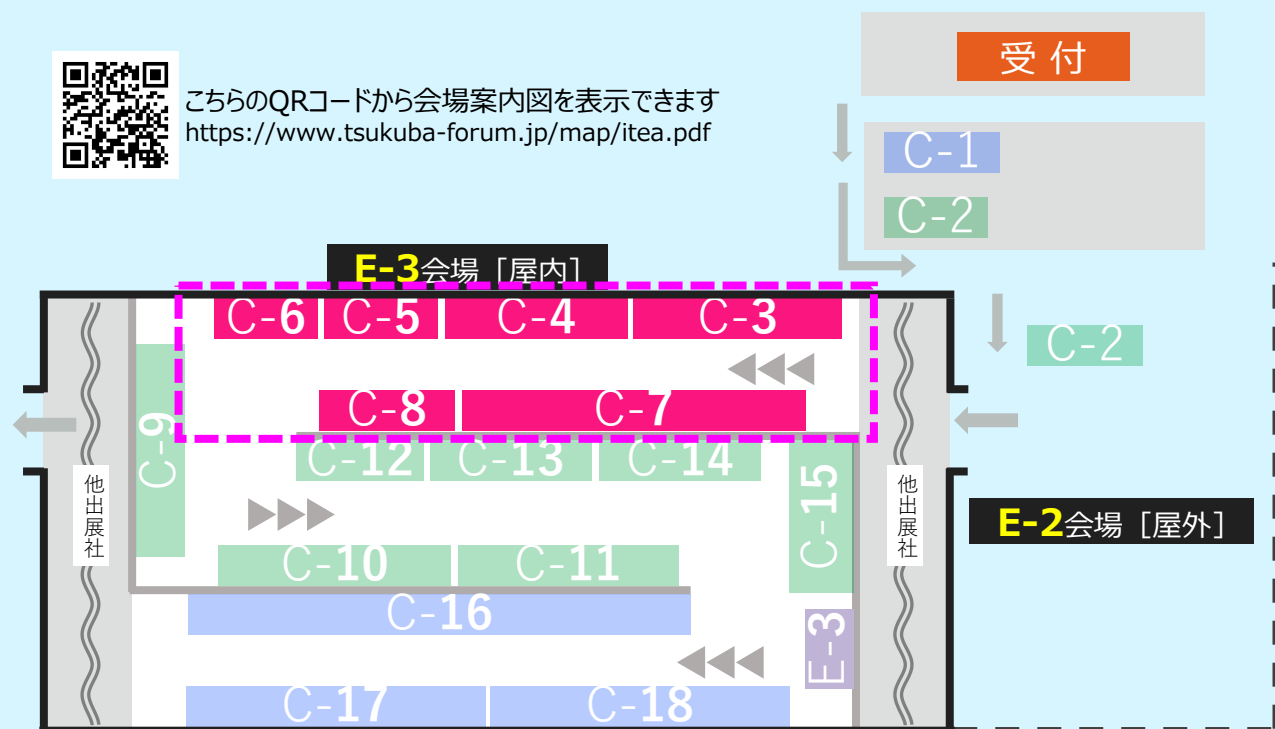 受 付
こちらのQRコードから会場案内図を表示できます
https://www.tsukuba-forum.jp/map/itea.pdf
C-1
C-2
E-3会場［屋内］
C-6
C-5
C-4
C-3
C-2
C-8
C-7
C-9
C-12
C-13
C-14
C-15
他出展社
他出展社
E-2会場［屋外］
C-10
C-11
C-16
E-3
C-17
C-18